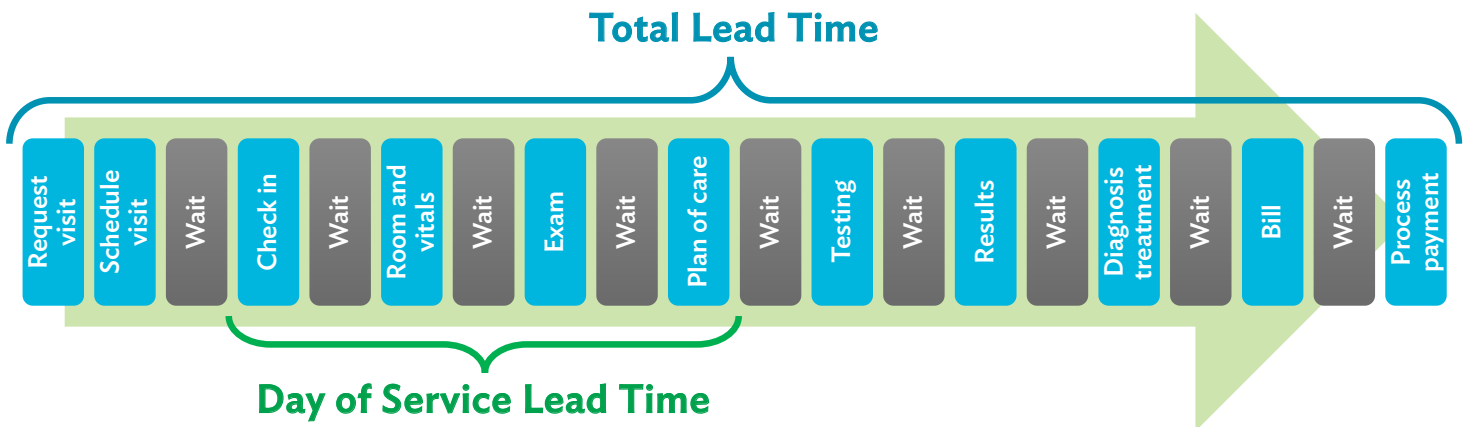 Total Lead Time
Request
visit
Schedule
visit
Wait
Check in
Wait
Room and
vitals
Wait
Exam
Wait
Plan of care
Wait
Testing
Wait
Results
Wait
Diagnosis
treatment
Wait
Bill
Wait
Process
payment
Day of Service Lead Time